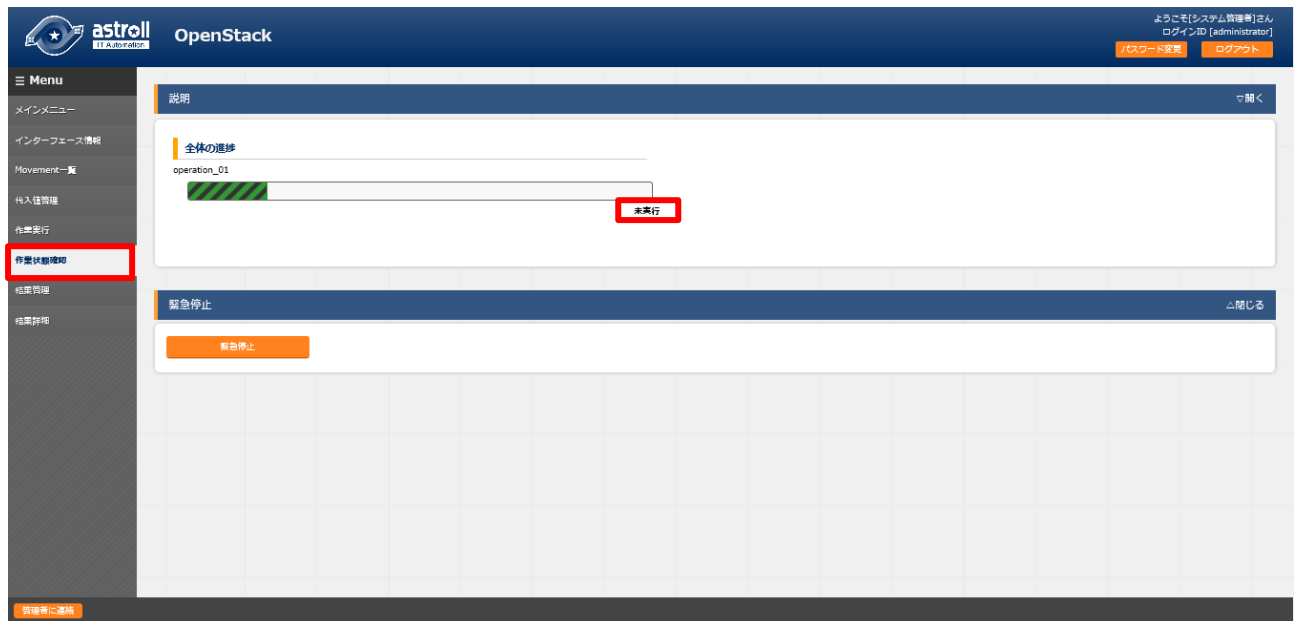 astroll
IT Automation
OpenStack
ようこそ[システム管理者]さん
ログインID [administrator]
パスワード変更 ログアウト
☰ Menu
メインメニュー
インターフェース情報
Movement一覧
代入値管理
作業実行
作業状態確認
結果管理
結果詳細
説明 ▽開く
全体の進捗
operation_01
未実行
緊急停止 △閉じる
緊急停止
管理者に連絡